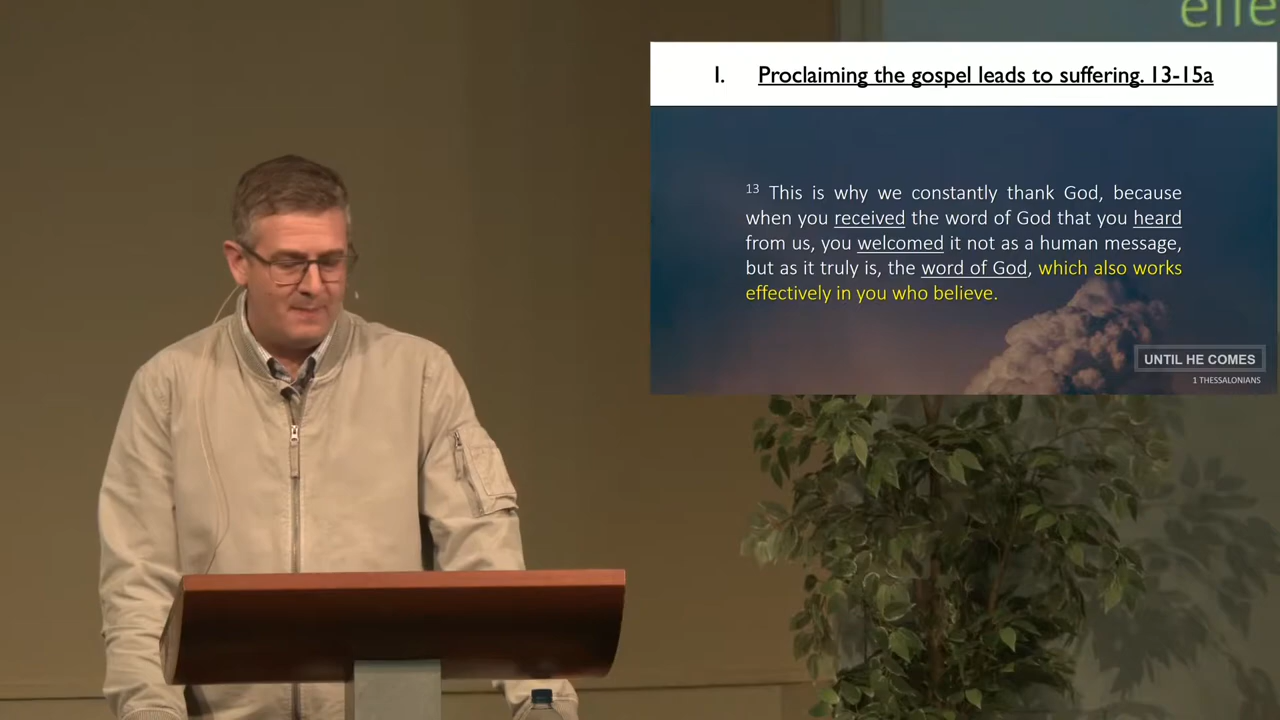 effe
I. Proclaiming the gospel leads to suffering. 13-15a
13 This is why we constantly thank God, because
when you received the word of God that you heard
from us, you welcomed it not as a human message,
but as it truly is, the word of God, which also works
effectively in you who believe.
UNTIL HE COMES
1 THESSALONIANS